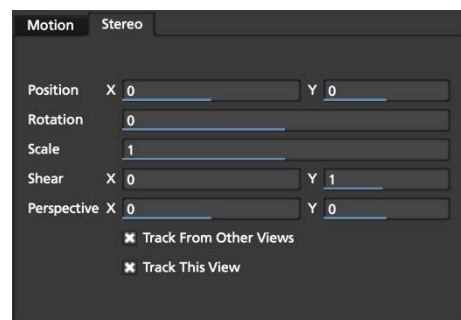 Motion Stereo
Position X 0 Y 0
Rotation 0
Scale 1
Shear X 0 Y 1
Perspective X 0 Y 0
Track From Other Views
Track This View